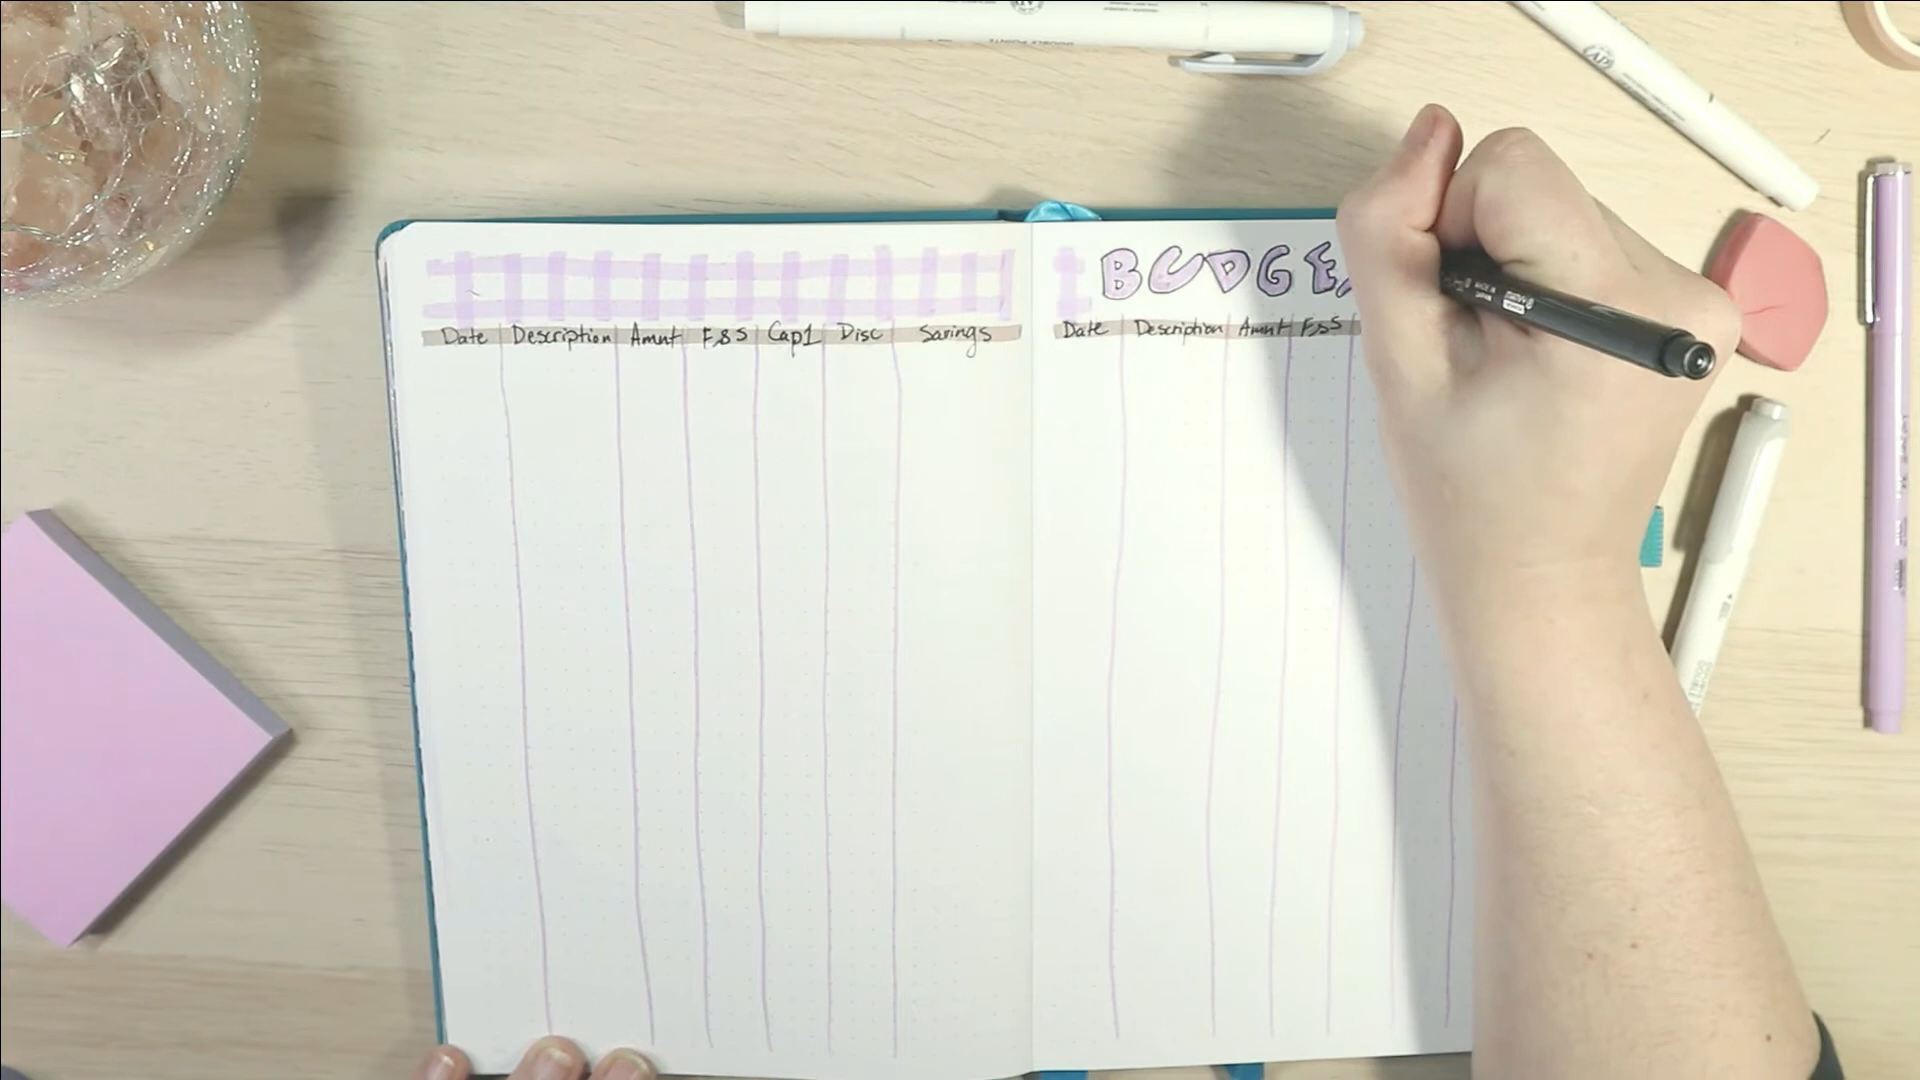 BUDGE
Date Description Amnt F&S Cap1 Disc Savings
Date Description Amnt F&S